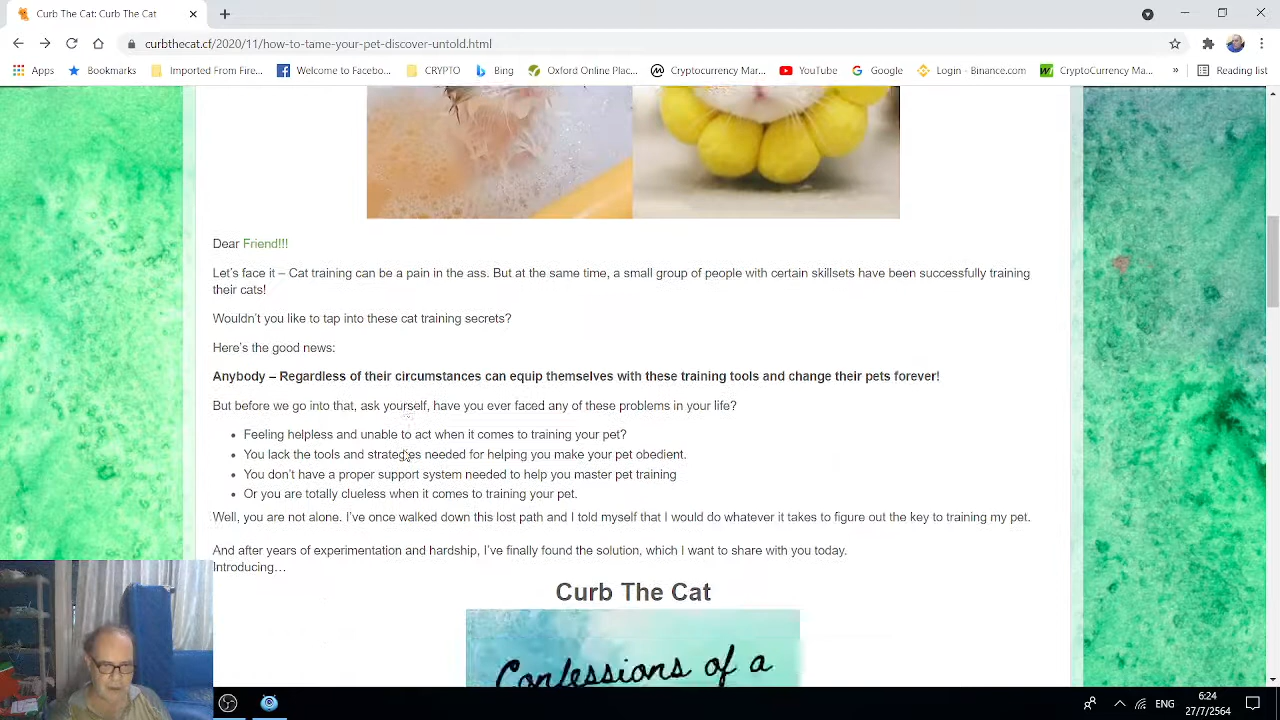 Curb The Cat: Curb The Cat
curbthecat.cf/2020/11/how-to-tame-your-pet-discover-untold.html
Apps
Bookmarks
Imported From Fire...
Welcome to Facebo...
CRYPTO
Bing
Oxford Online Plac...
Cryptocurrency Mar...
YouTube
Google
Login - Binance.com
CryptoCurrency Mar...
»
Reading list
Dear Friend!!!
Let's face it – Cat training can be a pain in the ass. But at the same time, a small group of people with certain skillsets have been successfully training
their cats!
Wouldn't you like to tap into these cat training secrets?
Here's the good news:
Anybody – Regardless of their circumstances can equip themselves with these training tools and change their pets forever!
But before we go into that, ask yourself, have you ever faced any of these problems in your life?
• Feeling helpless and unable to act when it comes to training your pet?
• You lack the tools and strategies needed for helping you make your pet obedient.
• You don't have a proper support system needed to help you master pet training
• Or you are totally clueless when it comes to training your pet.
Well, you are not alone. I've once walked down this lost path and I told myself that I would do whatever it takes to figure out the key to training my pet.
And after years of experimentation and hardship, I've finally found the solution, which I want to share with you today.
Introducing…
Curb The Cat
Confessions of a
ENG
6:24
27/7/2564